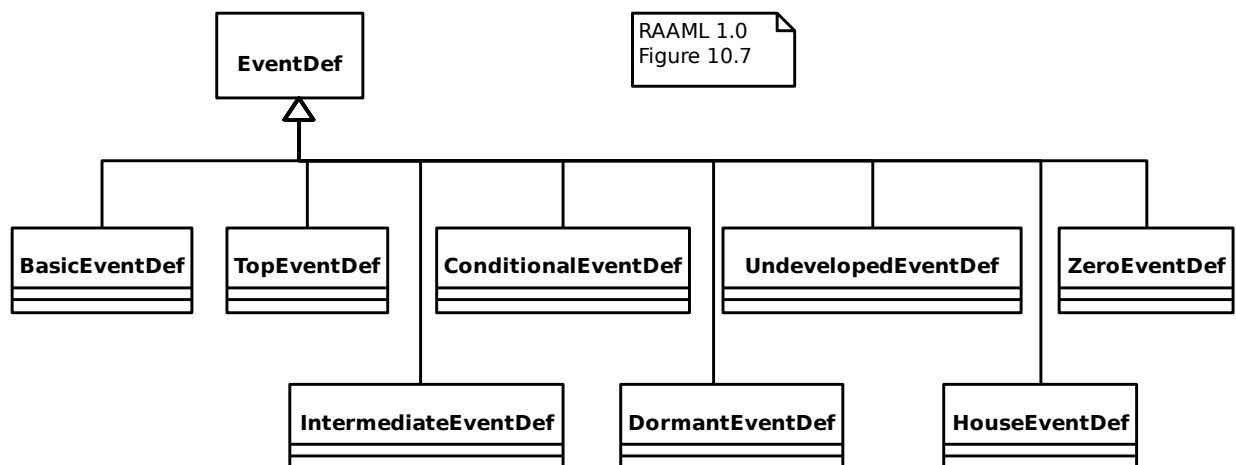 EventDef
RAAML 1.0
Figure 10.7
BasicEventDef
TopEventDef
ConditionalEventDef
UndevelopedEventDef
ZeroEventDef
IntermediateEventDef
DormantEventDef
HouseEventDef